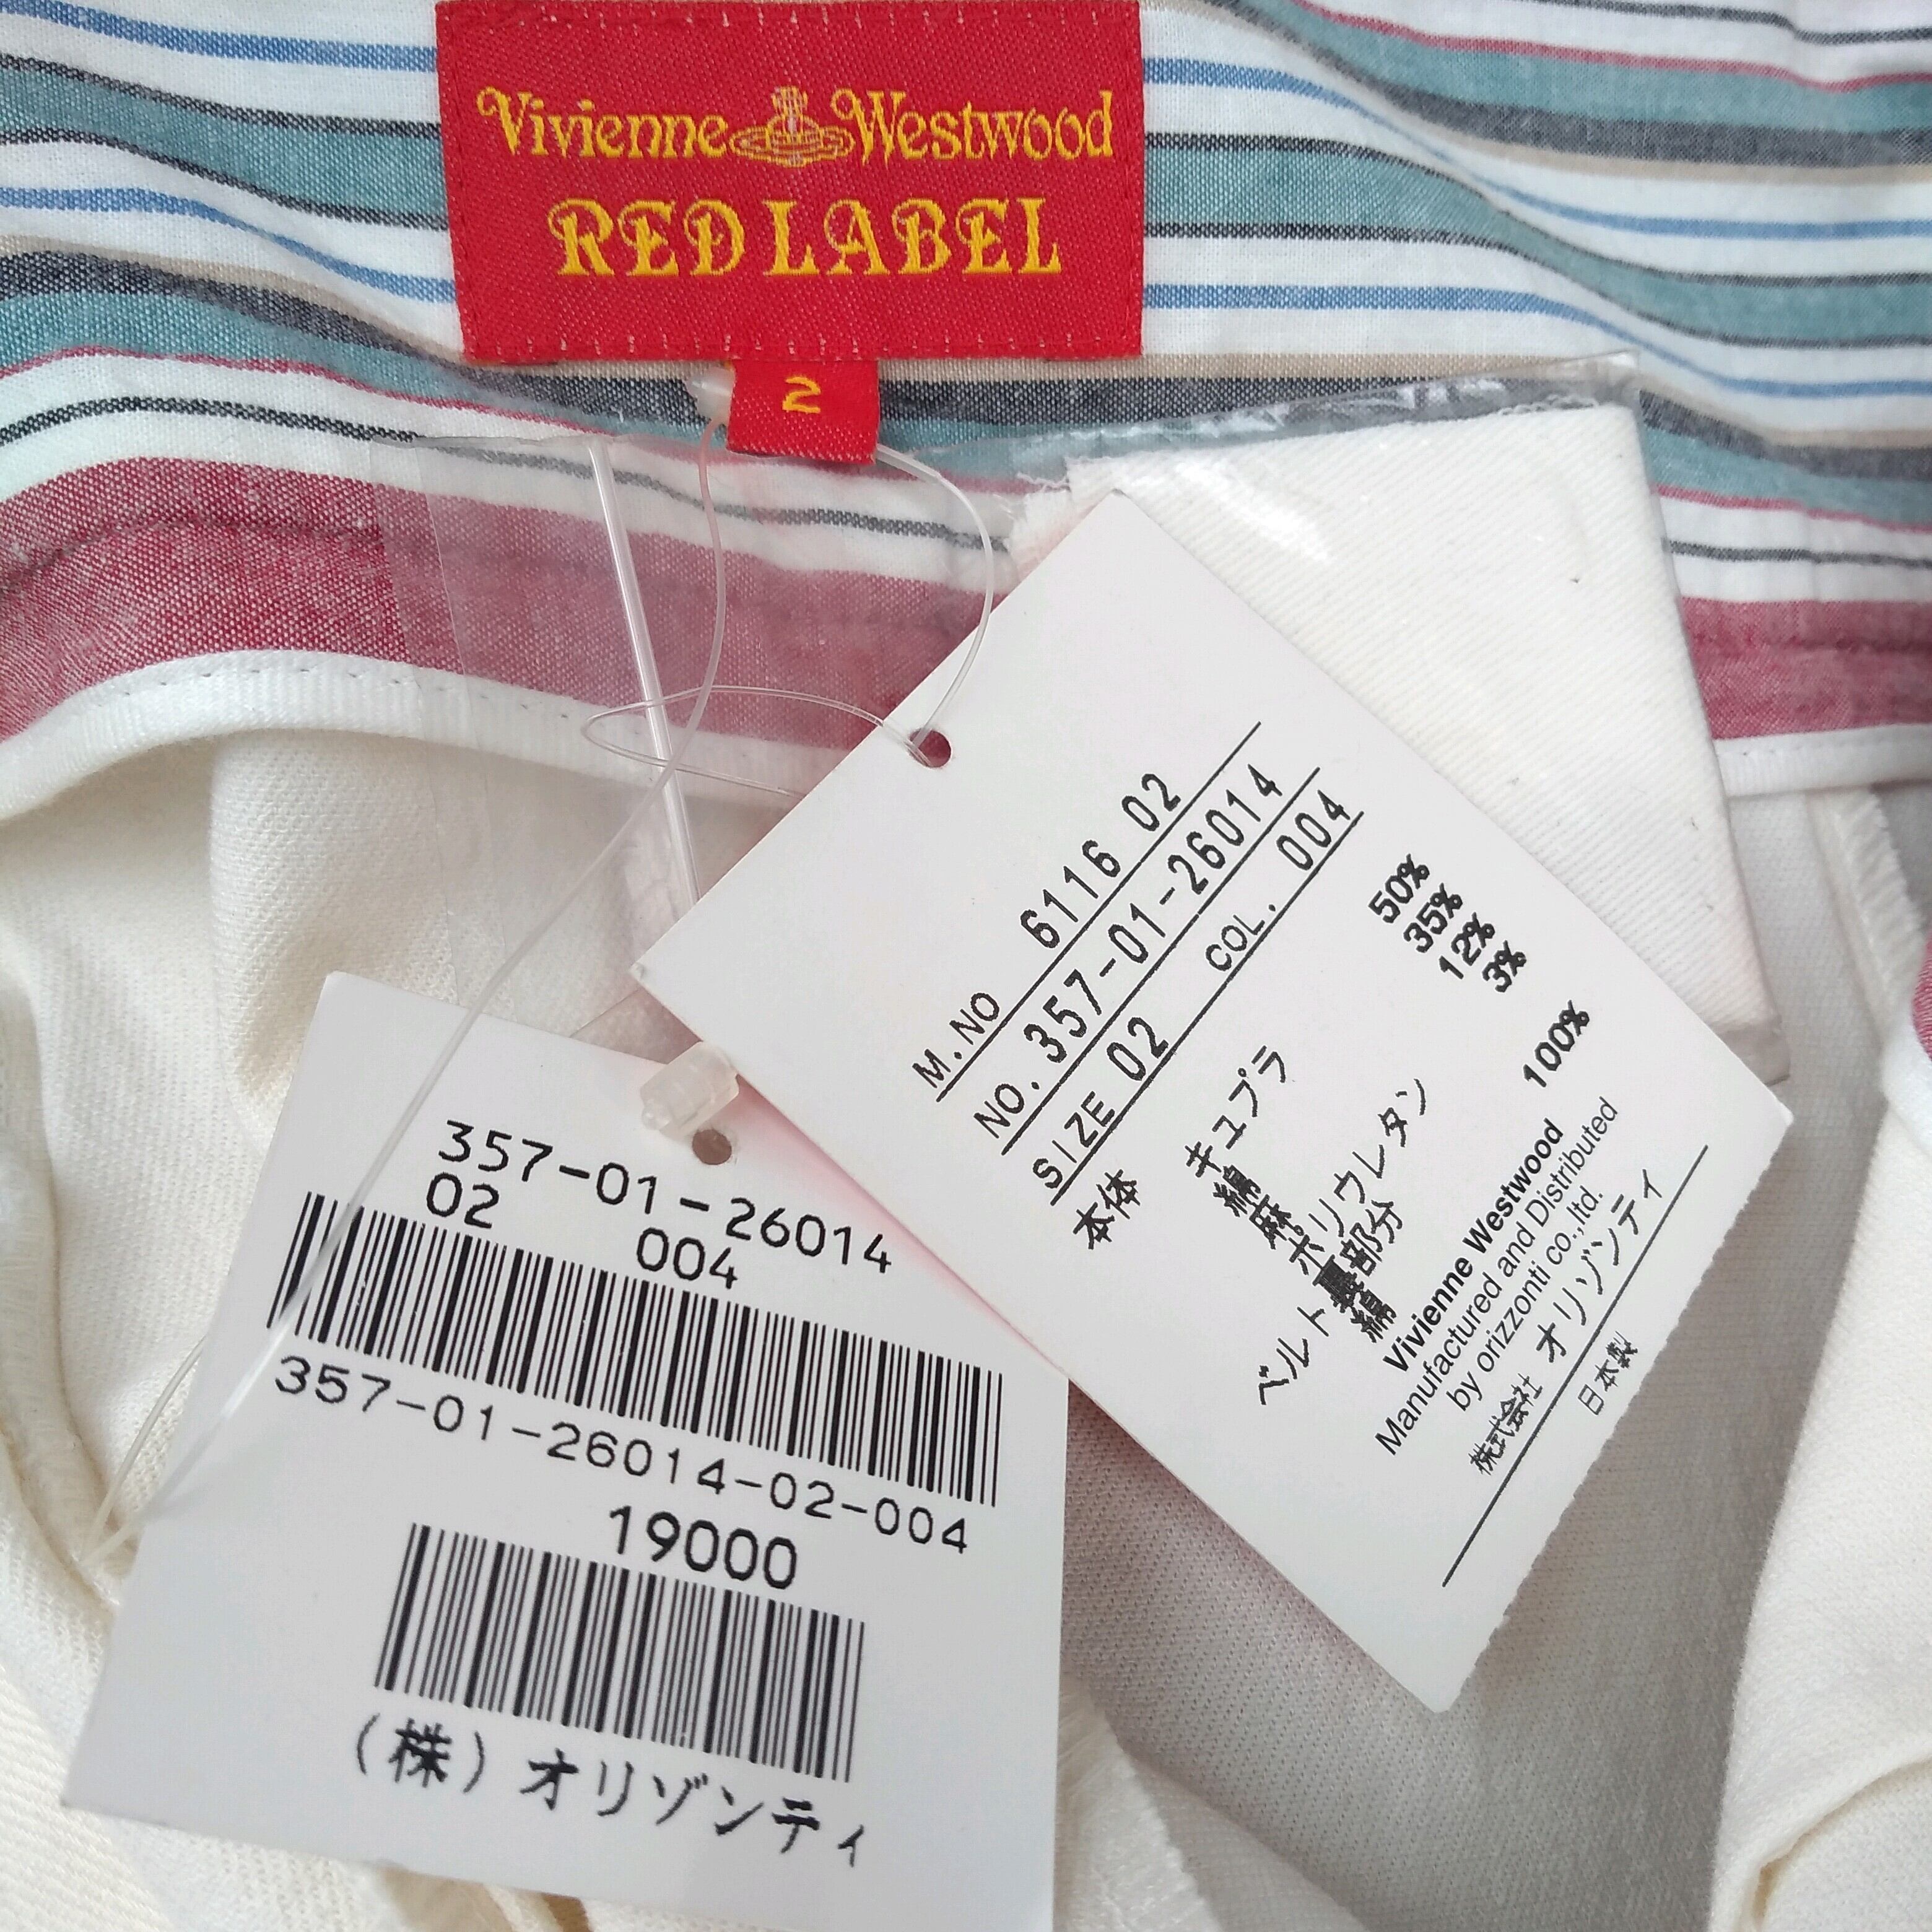 Vivienne Westwood
RED LABEL
2
M.NO 6116 02
NO. 357-01-26014
SIZE 02 COL. 004
本体
キュプラ 50%
綿 35%
麻 12%
ポリウレタン 3%
ベルト裏部分
綿 100%
Vivienne Westwood
Manufactured and Distributed
by orizzonti co.,ltd.
株式会社 オリゾンティ
日本製
357-01-26014
02 004
357-01-26014-02-004
19000
(株)オリゾンティ